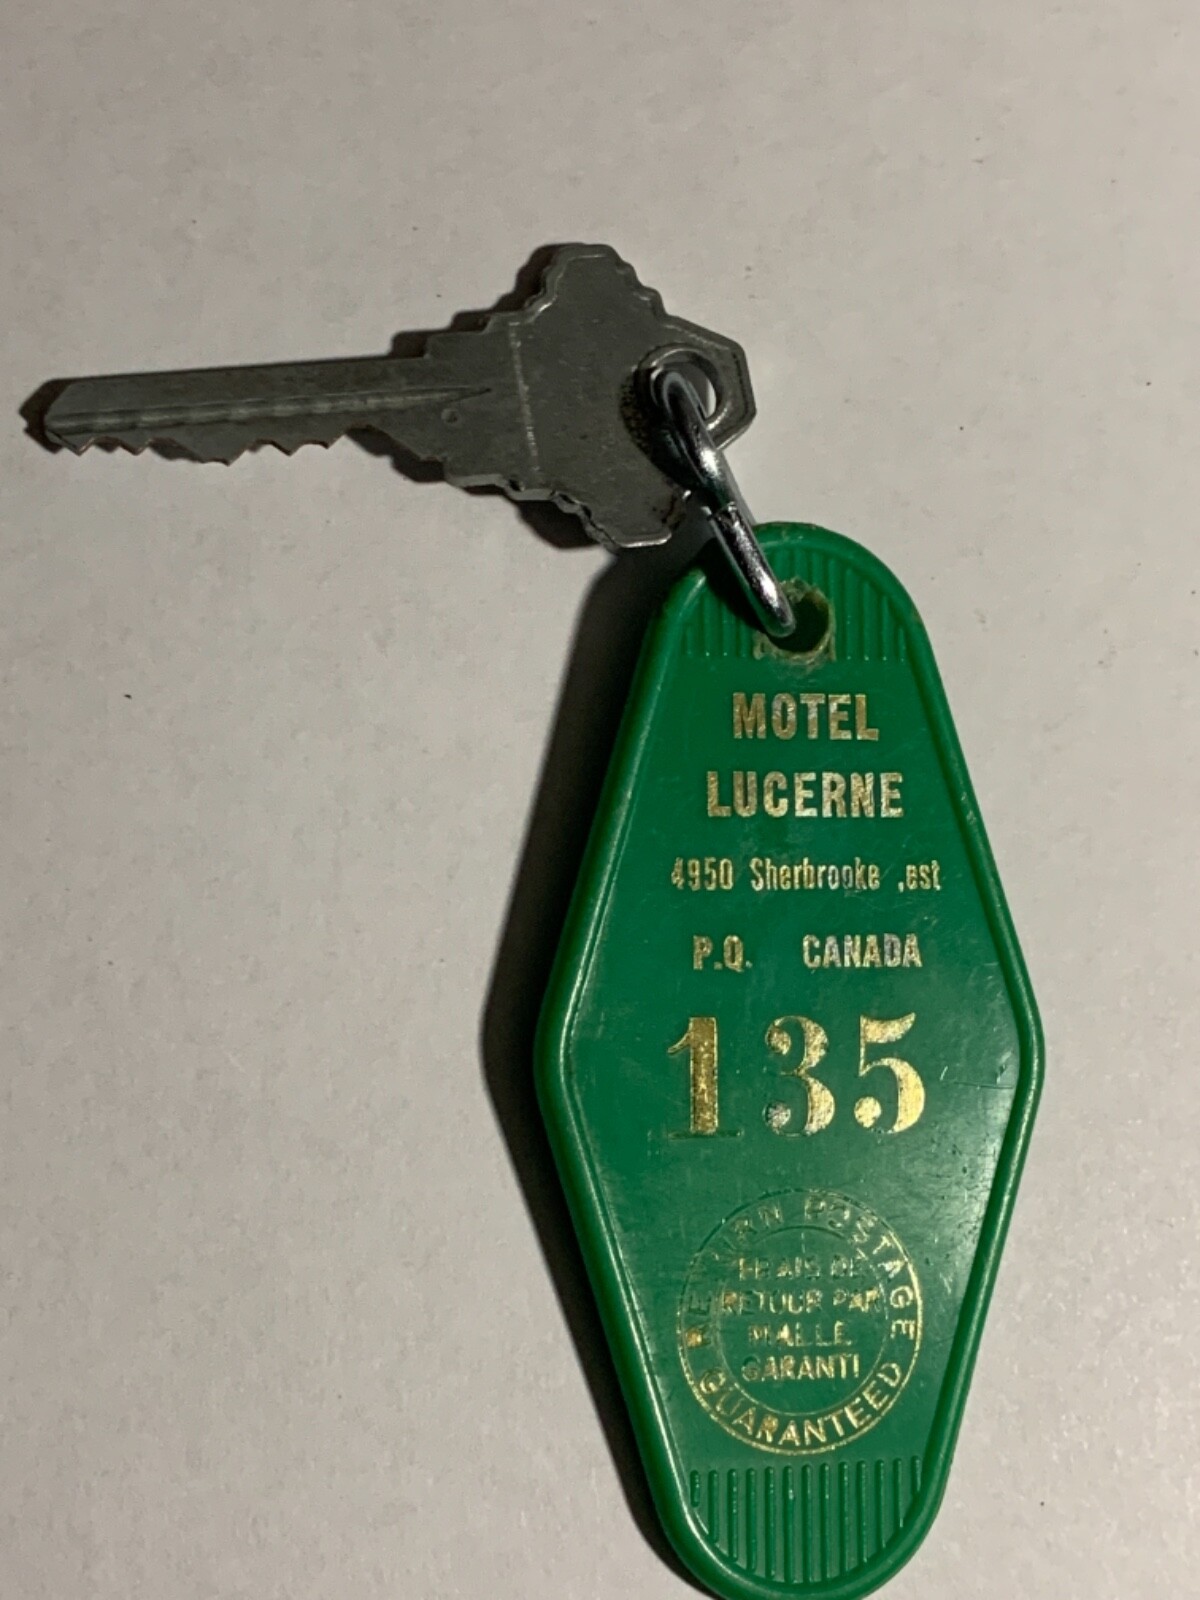 MOTEL
LUCERNE
4950 Sherbrooke ,est
P.Q. CANADA
135
RETURN POSTAGE
FRAIS DE
RETOUR PAR
MALLE
GARANTI
GUARANTEED